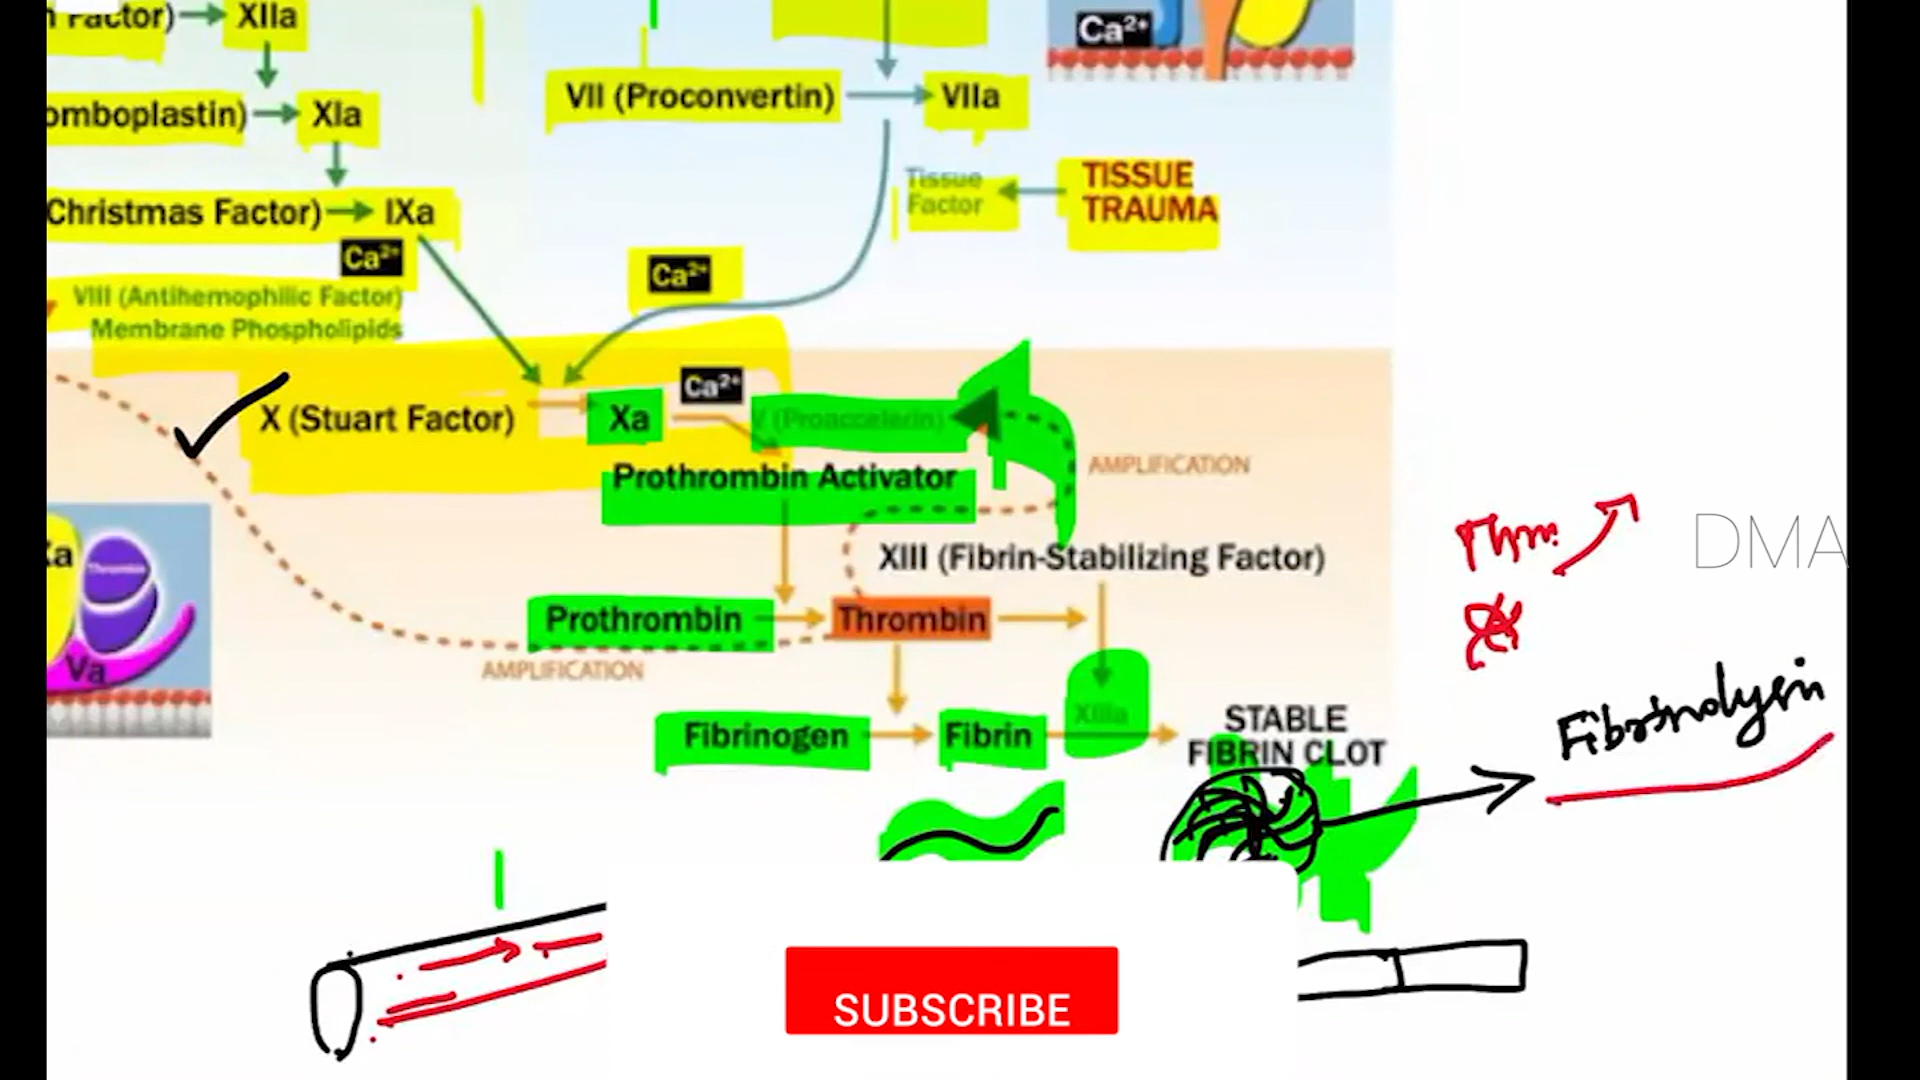 Factor) XIIa
Ca²⁺
VII (Proconvertin) VIIa
omboplastin) XIa
Tissue
Factor
TISSUE
TRAUMA
Christmas Factor) IXa
Ca²⁺
Ca²⁺
VIII (Antihemophilic Factor)
Membrane Phospholipids
X (Stuart Factor) Xa
Ca²⁺
V (Proaccelerin)
Prothrombin Activator
AMPLIFICATION
XIII (Fibrin-Stabilizing Factor)
DMA
Thrombin
Prothrombin Thrombin
AMPLIFICATION
Va
Fibrinogen Fibrin XIIIa
STABLE
FIBRIN CLOT
SUBSCRIBE